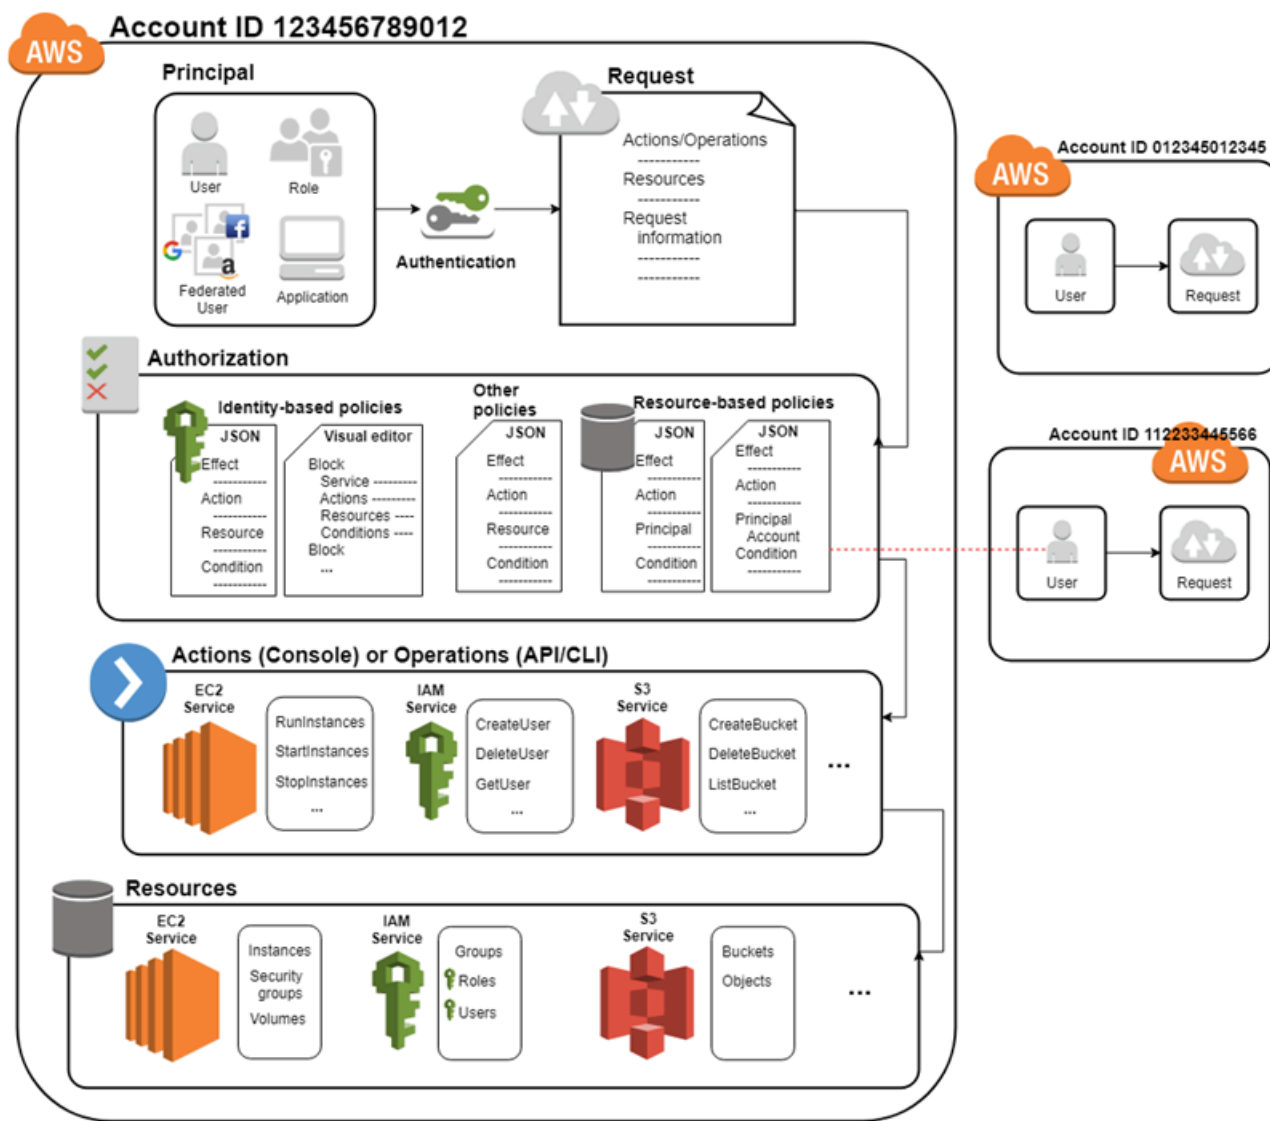 Account ID 123456789012
AWS
Principal
User
Role
Federated
User
Application
Authentication
Request
Actions/Operations
-----------
Resources
-----------
Request
information
-----------
-----------
Account ID 012345012345
AWS
User
Request
Account ID 112233445566
AWS
User
Request
Authorization
Identity-based policies
JSON
Effect
-----------
Action
-----------
Resource
-----------
Condition
-----------
Visual editor
Block
Service ---------
Actions ---------
Resources ----
Conditions ----
Block
...
Other
policies
JSON
Effect
-----------
Action
-----------
Resource
-----------
Condition
-----------
Resource-based policies
JSON
Effect
-----------
Action
-----------
Principal
-----------
Condition
-----------
JSON
Effect
-----------
Action
-----------
Principal
Account
Condition
-----------
Actions (Console) or Operations (API/CLI)
EC2
Service
RunInstances
StartInstances
StopInstances
...
IAM
Service
CreateUser
DeleteUser
GetUser
...
S3
Service
CreateBucket
DeleteBucket
ListBucket
...
...
Resources
EC2
Service
Instances
Security
groups
Volumes
IAM
Service
Groups
Roles
Users
S3
Service
Buckets
Objects
...